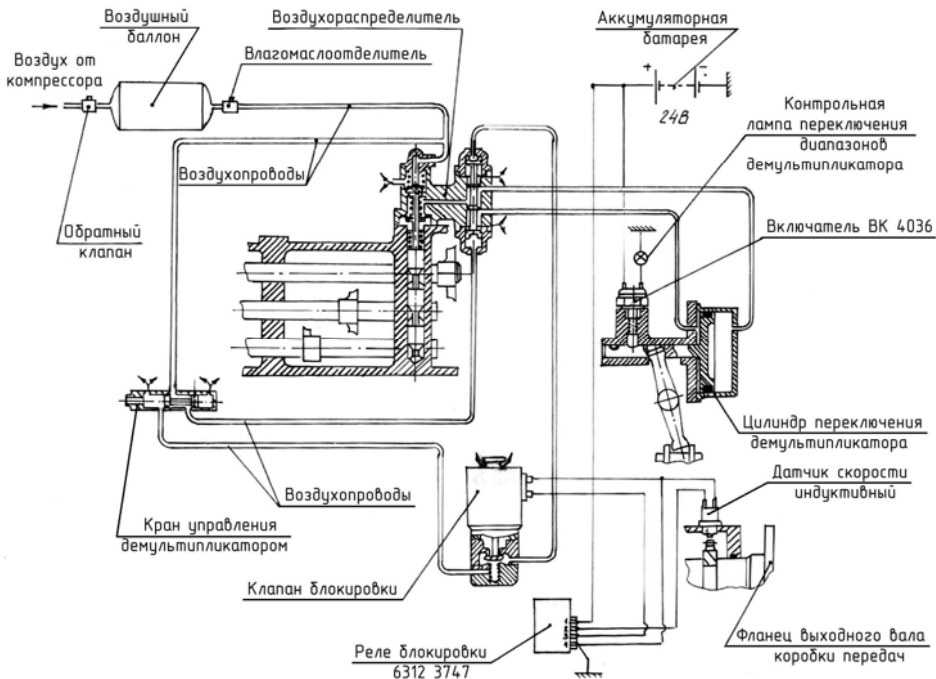 Воздушный
баллон
Воздухораспределитель
Аккумуляторная
батарея
Воздух от
компрессора
Влагомаслоотделитель
+
-
24В
Контрольная
лампа переключения
диапазонов
демультипликатора
Воздухопроводы
Обратный
клапан
Включатель ВК 4036
Цилиндр переключения
демультипликатора
Воздухопроводы
Датчик скорости
индуктивный
Кран управления
демультипликатором
Клапан блокировки
Реле блокировки
6312 3747
Фланец выходного вала
коробки передач